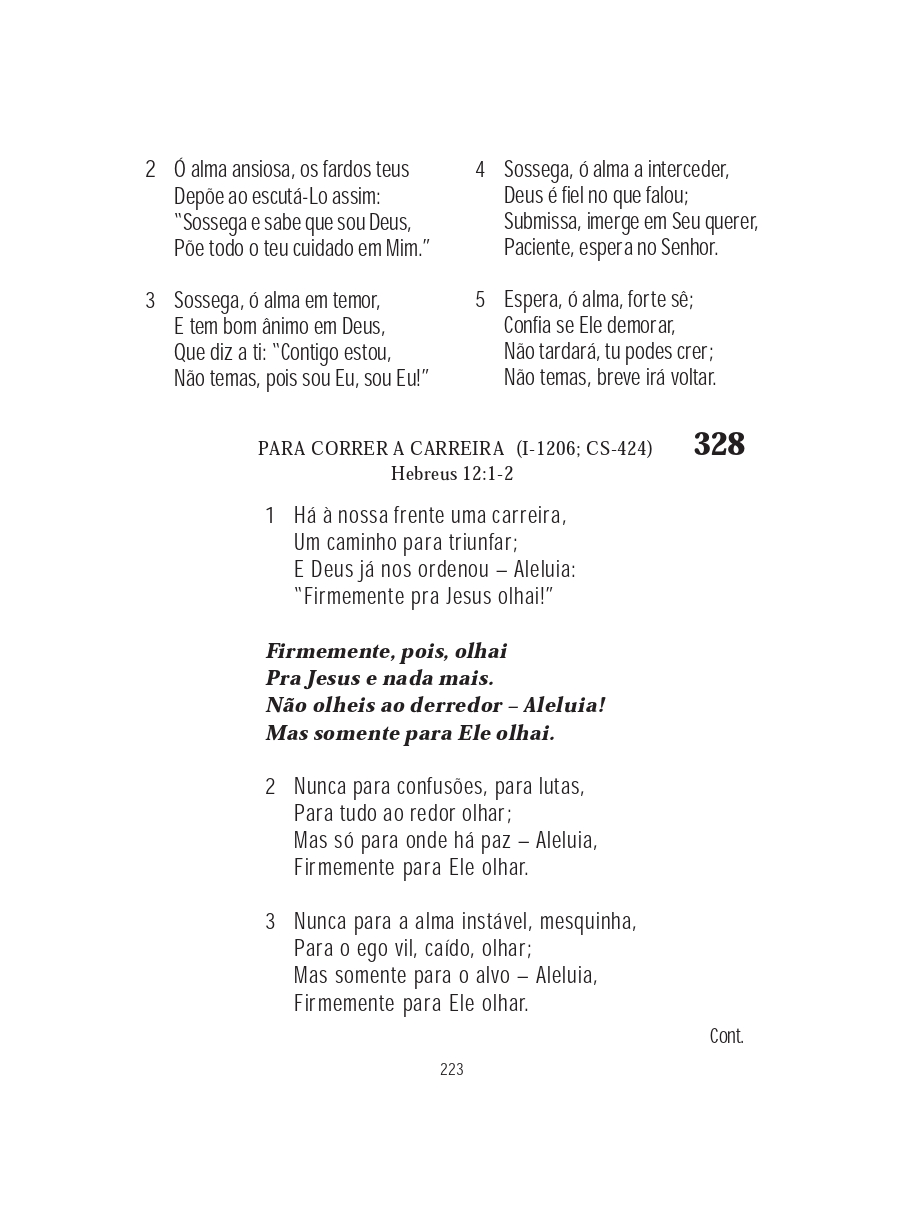 2 Ó alma ansiosa, os fardos teus
Depõe ao escutá-Lo assim:
“Sossega e sabe que sou Deus,
Põe todo o teu cuidado em Mim.”
3 Sossega, ó alma em temor,
E tem bom ânimo em Deus,
Que diz a ti: “Contigo estou,
Não temas, pois sou Eu, sou Eu!”
4 Sossega, ó alma a interceder,
Deus é fiel no que falou;
Submissa, imerge em Seu querer,
Paciente, espera no Senhor.
5 Espera, ó alma, forte sê;
Confia se Ele demorar,
Não tardará, tu podes crer;
Não temas, breve irá voltar.
PARA CORRER A CARREIRA (I-1206; CS-424) 328
Hebreus 12:1-2
1 Há à nossa frente uma carreira,
Um caminho para triunfar;
E Deus já nos ordenou – Aleluia:
“Firmemente pra Jesus olhai!”
Firmemente, pois, olhai
Pra Jesus e nada mais.
Não olheis ao derredor – Aleluia!
Mas somente para Ele olhai.
2 Nunca para confusões, para lutas,
Para tudo ao redor olhar;
Mas só para onde há paz – Aleluia,
Firmemente para Ele olhar.
3 Nunca para a alma instável, mesquinha,
Para o ego vil, caído, olhar;
Mas somente para o alvo – Aleluia,
Firmemente para Ele olhar.
Cont.
223